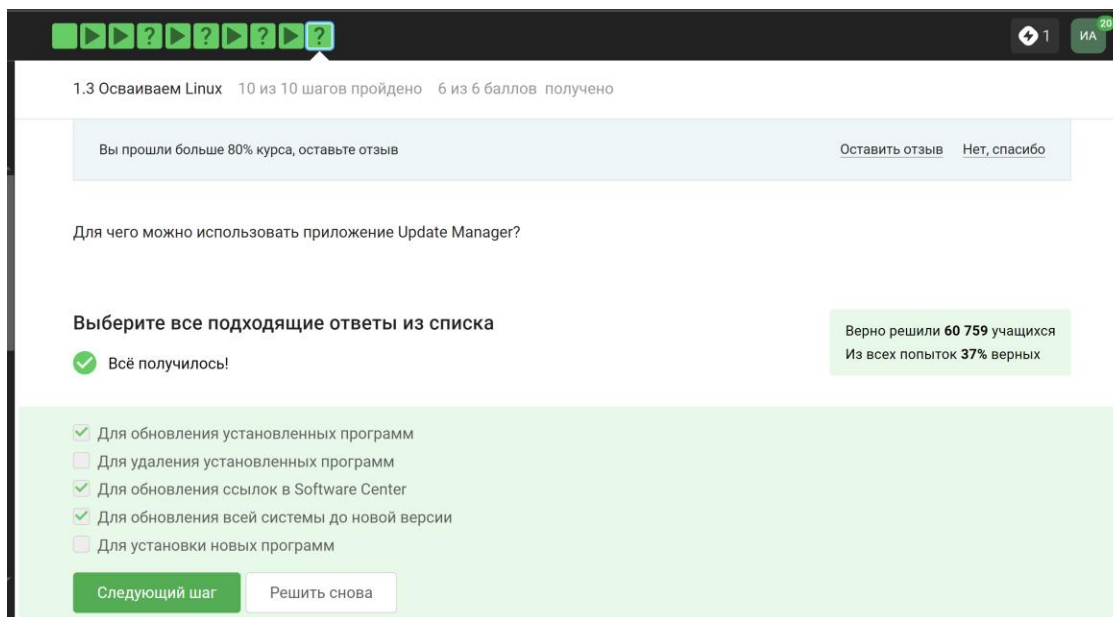 ? ? ? ?
1
ИА
20
1.3 Осваиваем Linux 10 из 10 шагов пройдено 6 из 6 баллов получено
Вы прошли больше 80% курса, оставьте отзыв Оставить отзыв Нет, спасибо
Для чего можно использовать приложение Update Manager?
Выберите все подходящие ответы из списка
Верно решили 60 759 учащихся
Из всех попыток 37% верных
Всё получилось!
Для обновления установленных программ
Для удаления установленных программ
Для обновления ссылок в Software Center
Для обновления всей системы до новой версии
Для установки новых программ
Следующий шаг Решить снова